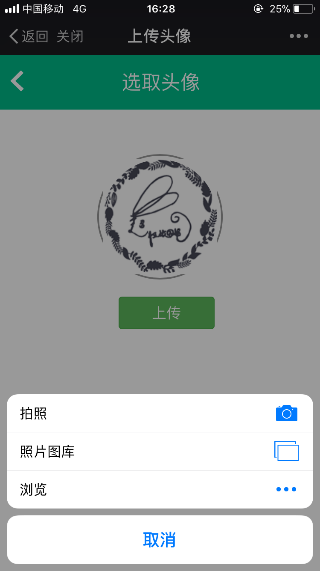 中国移动 4G 16:28 25%
返回 关闭 上传头像
选取头像
上传
拍照
照片图库
浏览
取消